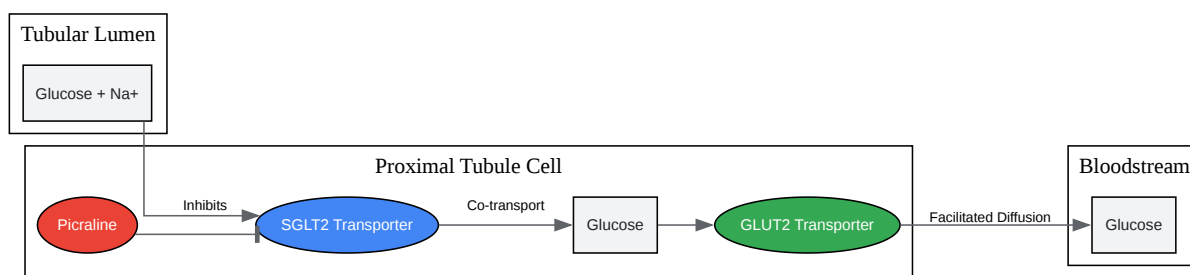 Tubular Lumen
Glucose + Na+
Proximal Tubule Cell
Bloodstream
Picraline
Inhibits
SGLT2 Transporter
Co-transport
Glucose
GLUT2 Transporter
Facilitated Diffusion
Glucose